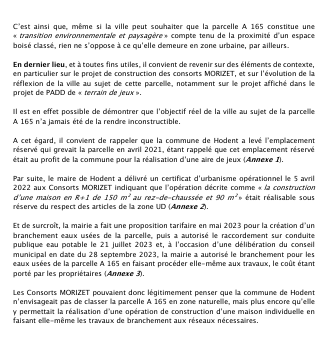 C'est ainsi que, même si la ville peut souhaiter que la parcelle A 165 constitue une
« transition environnementale et paysagère » compte tenu de la proximité d'un espace
boisé classé, rien ne s'oppose à ce qu'elle demeure en zone urbaine, par ailleurs.
En dernier lieu, et à toutes fins utiles, il convient de revenir sur des éléments de contexte,
en particulier sur le projet de construction des consorts MORIZET, et sur l'évolution de la
réflexion de la ville au sujet de cette parcelle, notamment sur le projet affiché dans le
projet de PADD de « terrain de jeux ».
Il est en effet possible de démontrer que l'objectif réel de la ville au sujet de la parcelle
A 165 n'a jamais été de la rendre inconstructible.
A cet égard, il convient de rappeler que la commune de Hodent a levé l'emplacement
réservé qui grevait la parcelle en avril 2021, étant rappelé que cet emplacement réservé
était au profit de la commune pour la réalisation d'une aire de jeux (Annexe 1).
Par suite, le maire de Hodent a délivré un certificat d'urbanisme opérationnel le 5 avril
2022 aux Consorts MORIZET indiquant que l'opération décrite comme « la construction
d'une maison en R+1 de 150 m² au rez-de-chaussée et 90 m² » était réalisable sous
réserve du respect des articles de la zone UD (Annexe 2).
Et de surcroît, la mairie a fait une proposition tarifaire en mai 2023 pour la création d'un
branchement eaux usées de la parcelle, puis a autorisé le raccordement sur conduite
publique eau potable le 21 juillet 2023 et, à l'occasion d'une délibération du conseil
municipal en date du 28 septembre 2023, la mairie a autorisé le branchement pour les
eaux usées de la parcelle A 165 en faisant procéder elle-même aux travaux, le coût étant
porté par les propriétaires (Annexe 3).
Les Consorts MORIZET pouvaient donc légitimement penser que la commune de Hodent
n'envisageait pas de classer la parcelle A 165 en zone naturelle, mais plus encore qu'elle
y permettait la réalisation d'une opération de construction d'une maison individuelle en
faisant elle-même les travaux de branchement aux réseaux nécessaires.